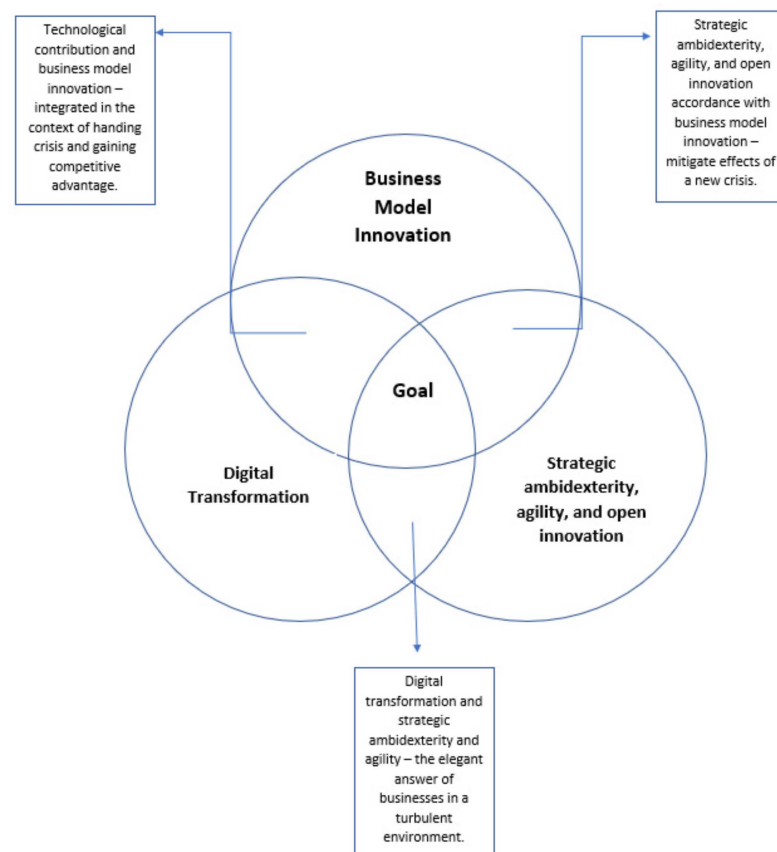 Technological
contribution and
business model
innovation –
integrated in the
context of handing
crisis and gaining
competitive
advantage.
Strategic
ambidexterity,
agility, and open
innovation
accordance with
business model
innovation –
mitigate effects of
a new crisis.
Business
Model
Innovation
Goal
Digital
Transformation
Strategic
ambidexterity,
agility, and open
innovation
Digital
transformation and
strategic
ambidexterity and
agility – the elegant
answer of
businesses in a
turbulent
environment.